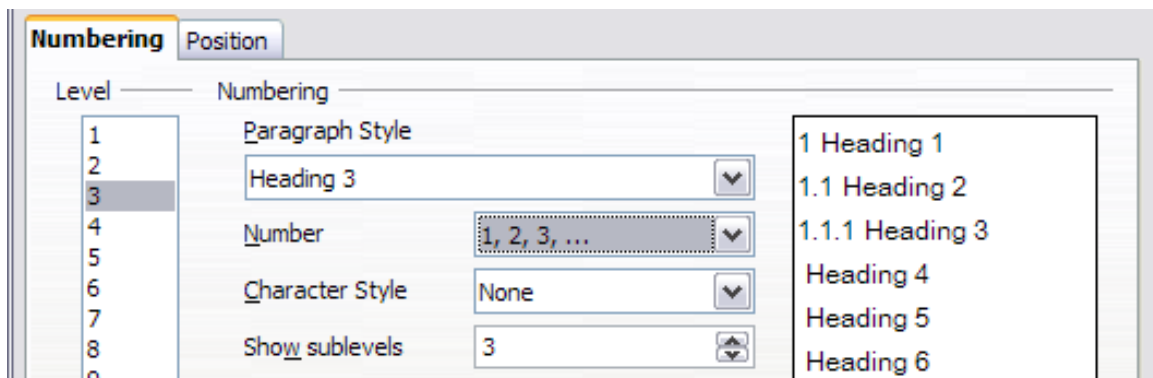 Numbering Position
Level Numbering
1
2
3
4
5
6
7
8
Paragraph Style
Heading 3
Number 1, 2, 3, ...
Character Style None
Show sublevels 3
1 Heading 1
1.1 Heading 2
1.1.1 Heading 3
Heading 4
Heading 5
Heading 6